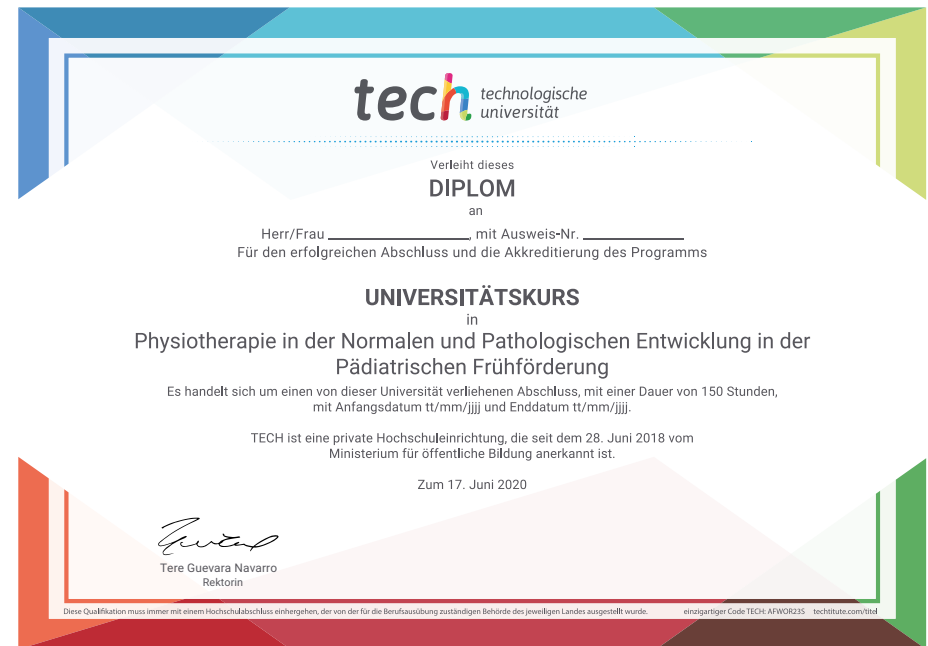 tech technologische
universität
Verleiht dieses
DIPLOM
an
Herr/Frau ____________________, mit Ausweis-Nr. ______________
Für den erfolgreichen Abschluss und die Akkreditierung des Programms
UNIVERSITÄTSKURS
in
Physiotherapie in der Normalen und Pathologischen Entwicklung in der
Pädiatrischen Frühförderung
Es handelt sich um einen von dieser Universität verliehenen Abschluss, mit einer Dauer von 150 Stunden,
mit Anfangsdatum tt/mm/jjjj und Enddatum tt/mm/jjjj.
TECH ist eine private Hochschuleinrichtung, die seit dem 28. Juni 2018 vom
Ministerium für öffentliche Bildung anerkannt ist.
Zum 17. Juni 2020
Tere Guevara Navarro
Rektorin
Diese Qualifikation muss immer mit einem Hochschulabschluss einhergehen, der von der für die Berufsausübung zuständigen Behörde des jeweiligen Landes ausgestellt wurde. einzigartiger Code TECH: AFWOR23S techtitute.com/titel